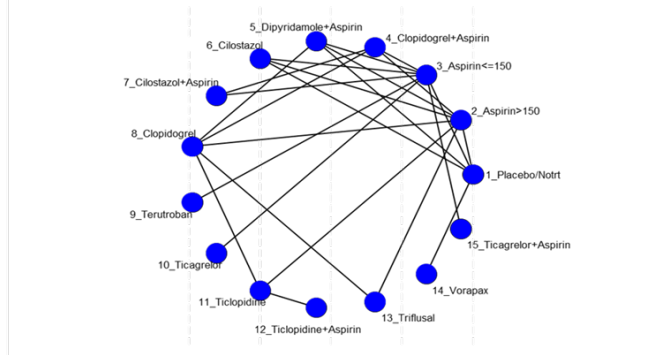 5_Dipyridamole+Aspirin
4_Clopidogrel+Aspirin
6_Cilostazol
3_Aspirin<=150
7_Cilostazol+Aspirin
2_Aspirin>150
8_Clopidogrel
1_Placebo/Notrt
9_Terutroban
15_Ticagrelor+Aspirin
10_Ticagrelor
14_Vorapax
11_Ticlopidine
13_Triflusal
12_Ticlopidine+Aspirin